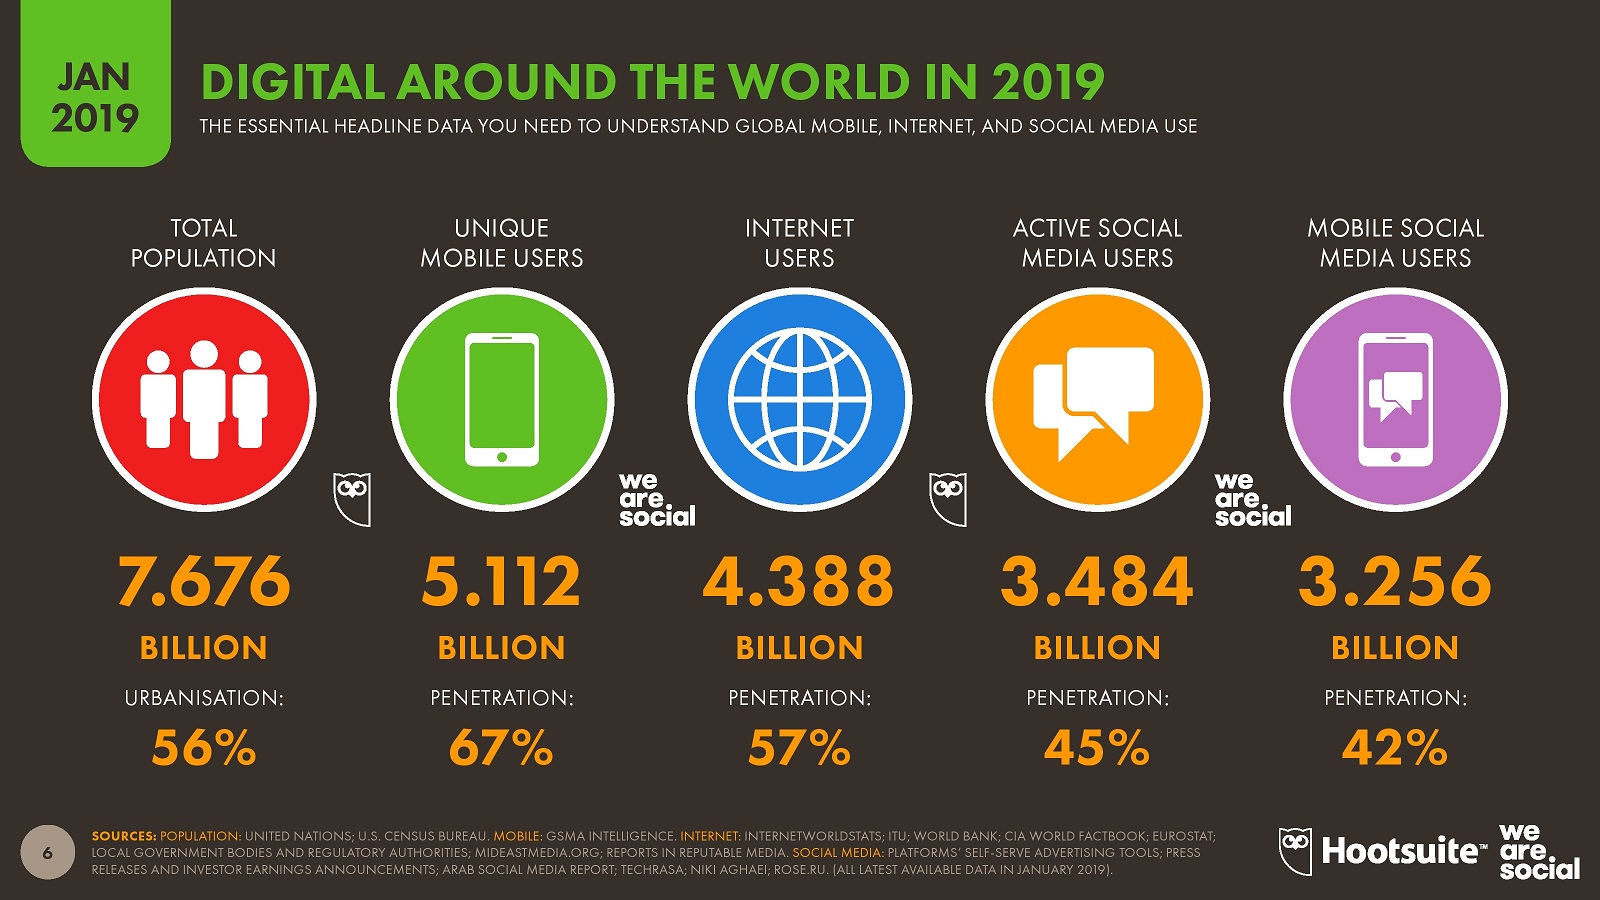 JAN
2019
DIGITAL AROUND THE WORLD IN 2019
THE ESSENTIAL HEADLINE DATA YOU NEED TO UNDERSTAND GLOBAL MOBILE, INTERNET, AND SOCIAL MEDIA USE
TOTAL
POPULATION
UNIQUE
MOBILE USERS
INTERNET
USERS
ACTIVE SOCIAL
MEDIA USERS
MOBILE SOCIAL
MEDIA USERS
we
are.
social
we
are.
social
7.676
BILLION
URBANISATION:
56%
5.112
BILLION
PENETRATION:
67%
4.388
BILLION
PENETRATION:
57%
3.484
BILLION
PENETRATION:
45%
3.256
BILLION
PENETRATION:
42%
6
SOURCES: POPULATION: UNITED NATIONS; U.S. CENSUS BUREAU. MOBILE: GSMA INTELLIGENCE. INTERNET: INTERNETWORLDSTATS; ITU; WORLD BANK; CIA WORLD FACTBOOK; EUROSTAT;
LOCAL GOVERNMENT BODIES AND REGULATORY AUTHORITIES; MIDEASTMEDIA.ORG; REPORTS IN REPUTABLE MEDIA. SOCIAL MEDIA: PLATFORMS' SELF-SERVE ADVERTISING TOOLS; PRESS
RELEASES AND INVESTOR EARNINGS ANNOUNCEMENTS; ARAB SOCIAL MEDIA REPORT; TECHRASA; NIKI AGHAEI; ROSE.RU. (ALL LATEST AVAILABLE DATA IN JANUARY 2019).
Hootsuite™
we
are.
social